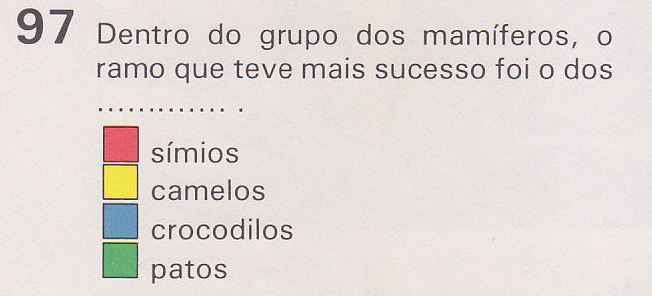 97 Dentro do grupo dos mamíferos, o
ramo que teve mais sucesso foi o dos
............. .
símios
camelos
crocodilos
patos